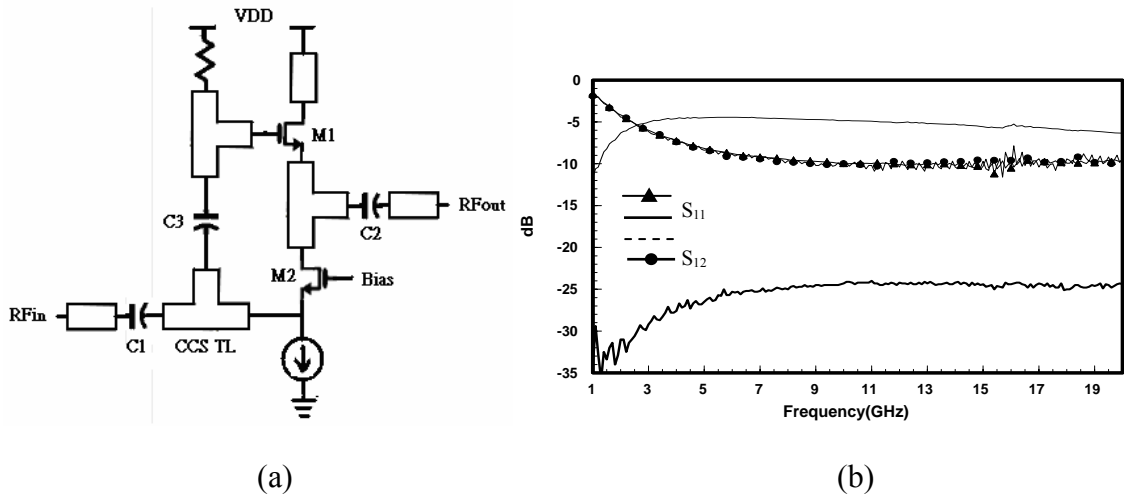 VDD
M1
C3
C2
RFout
M2
Bias
RFin
C1
CCS TL
(a)
0
-5
-10
-15
-20
-25
-30
-35
dB
S11
S12
1 3 5 7 9 11 13 15 17 19
Frequency(GHz)
(b)